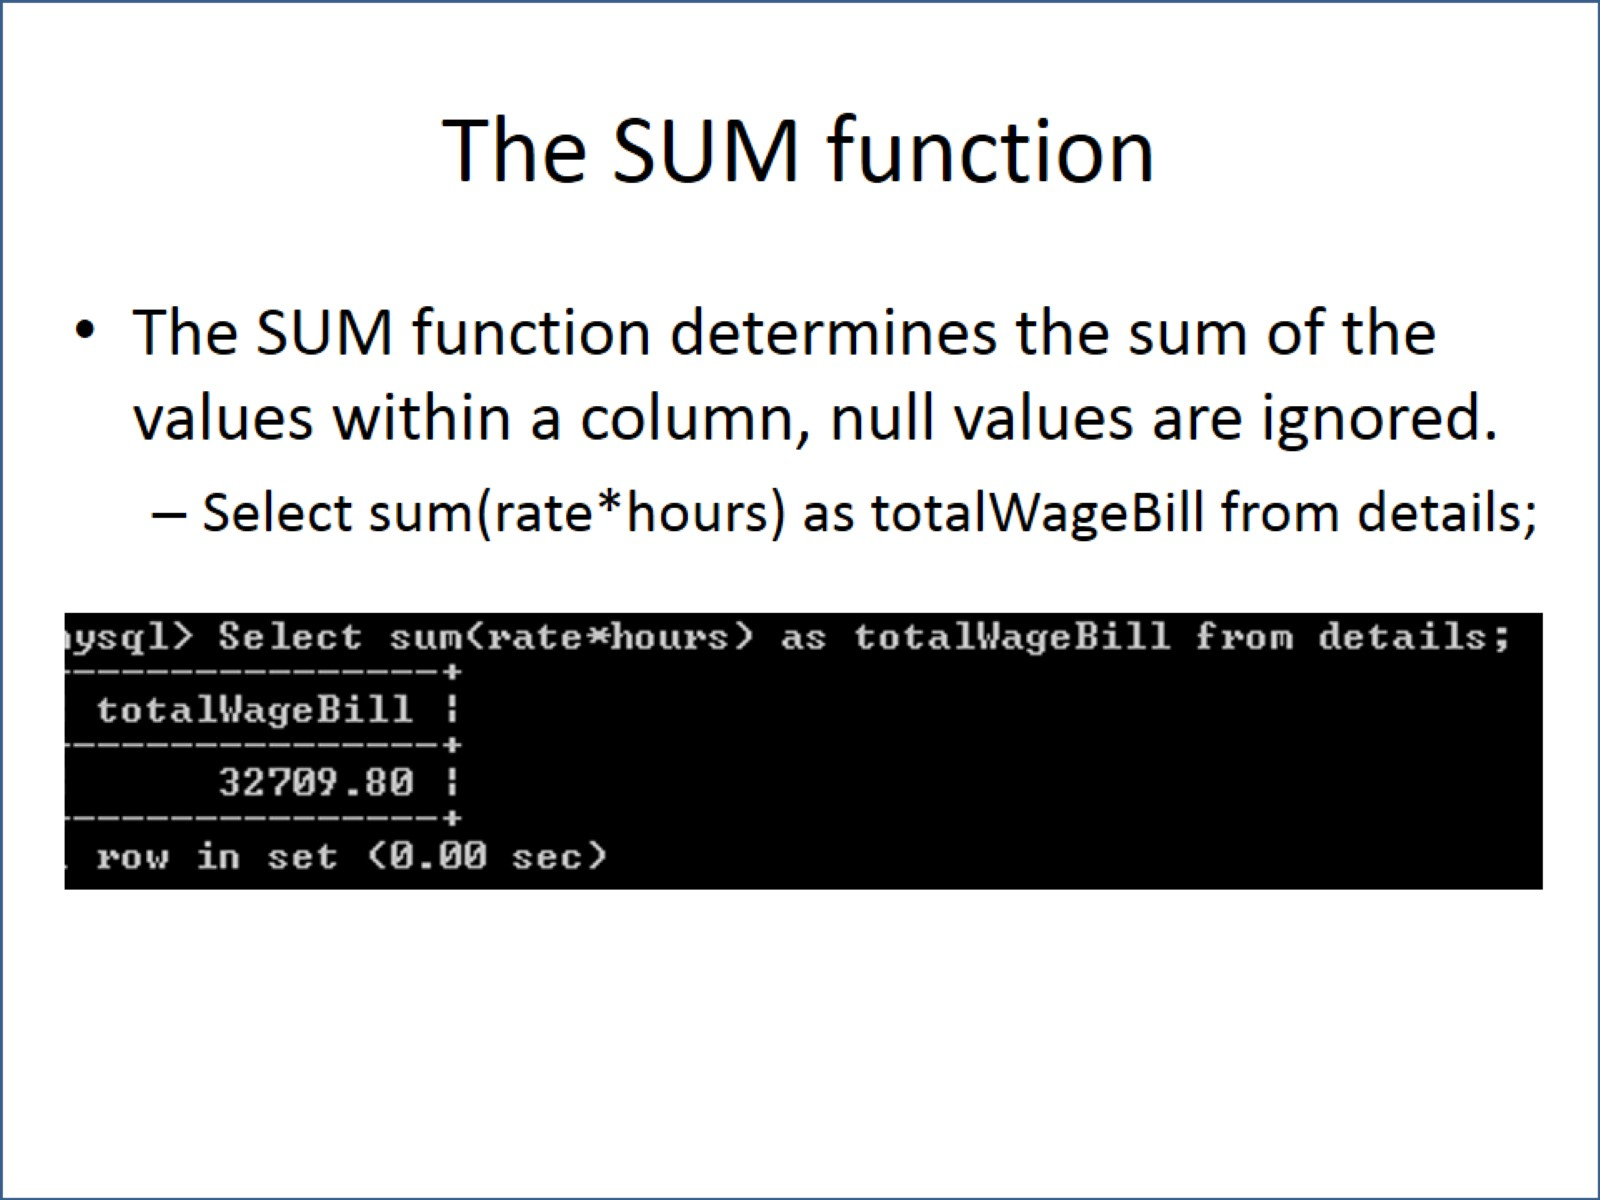 The SUM function
• The SUM function determines the sum of the
values within a column, null values are ignored.
– Select sum(rate*hours) as totalWageBill from details;
mysql> Select sum(rate*hours) as totalWageBill from details;
---------------+
totalWageBill |
---------------+
32709.80 |
---------------+
row in set (0.00 sec)